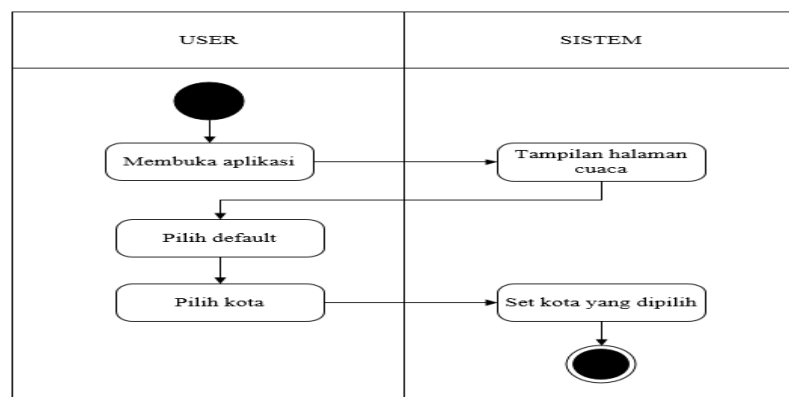 USER
SISTEM
Membuka aplikasi
Tampilan halaman
cuaca
Pilih default
Pilih kota
Set kota yang dipilih